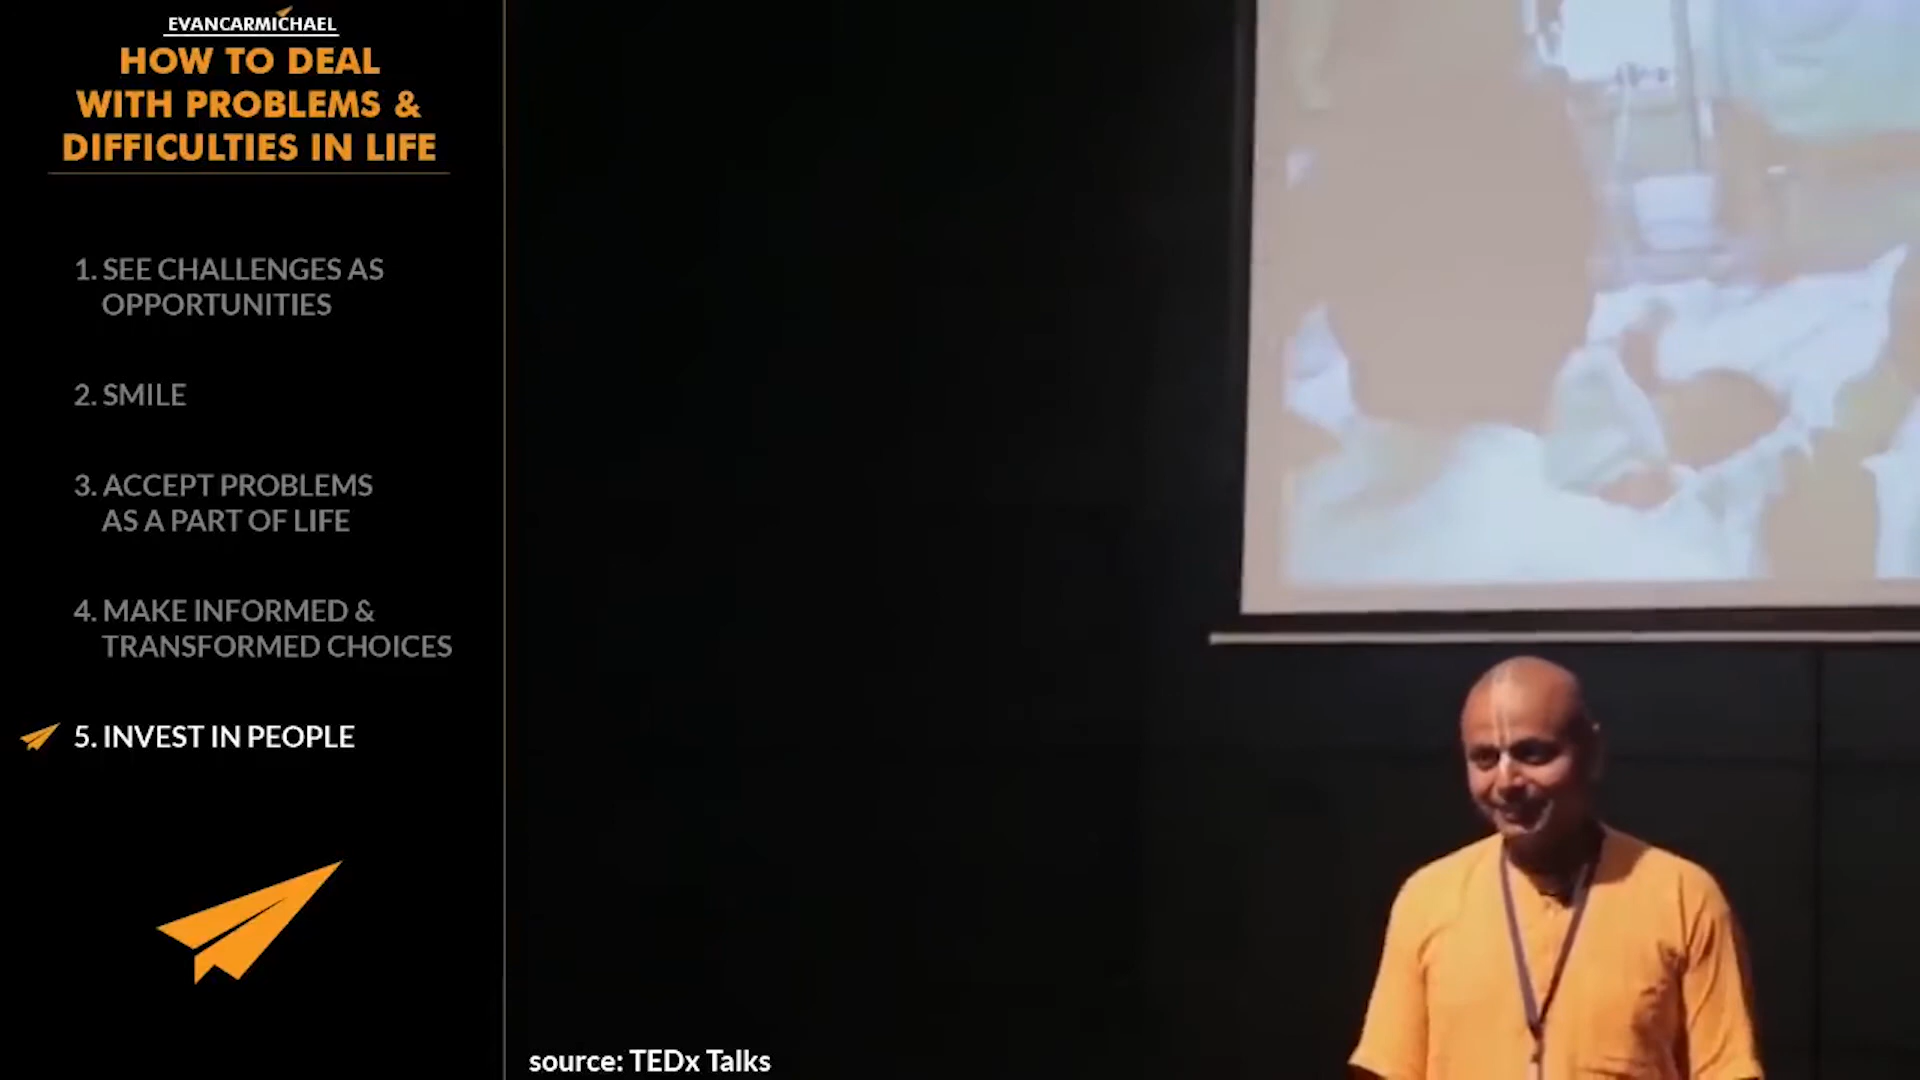 EVANCARMICHAEL
HOW TO DEAL
WITH PROBLEMS &
DIFFICULTIES IN LIFE
1. SEE CHALLENGES AS
OPPORTUNITIES
2. SMILE
3. ACCEPT PROBLEMS
AS A PART OF LIFE
4. MAKE INFORMED &
TRANSFORMED CHOICES
5. INVEST IN PEOPLE
source: TEDx Talks